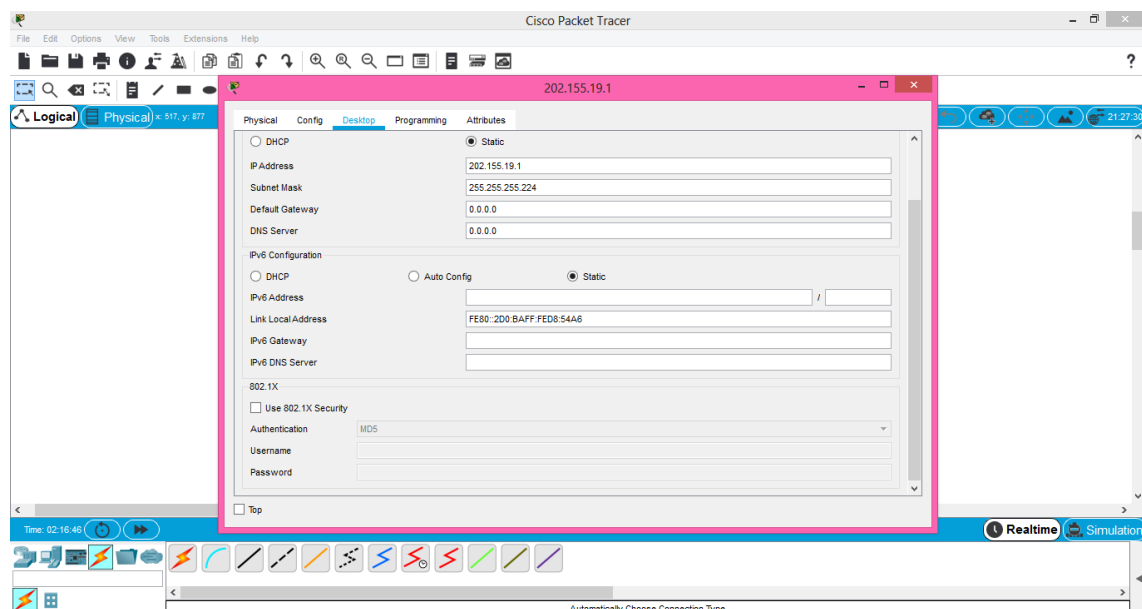 Cisco Packet Tracer
File Edit Options View Tools Extensions Help
?
Logical Physical x: 517, y: 877
21:27:30
202.155.19.1
Physical Config Desktop Programming Attributes
DHCP Static
IP Address 202.155.19.1
Subnet Mask 255.255.255.224
Default Gateway 0.0.0.0
DNS Server 0.0.0.0
IPv6 Configuration
DHCP Auto Config Static
IPv6 Address /
Link Local Address FE80::2D0:BAFF:FED8:54A6
IPv6 Gateway
IPv6 DNS Server
802.1X
Use 802.1X Security
Authentication MD5
Username
Password
Top
Time: 02:16:46 Realtime Simulation
Automatically Choose Connection Type